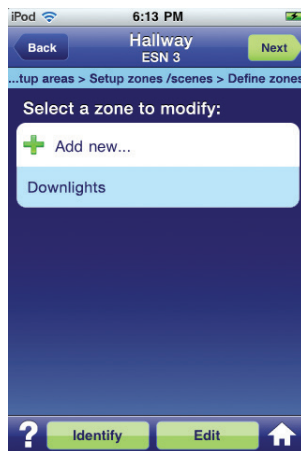 iPod 6:13 PM
Back Hallway Next
ESN 3
...tup areas > Setup zones /scenes > Define zones
Select a zone to modify:
Add new...
Downlights
? Identify Edit